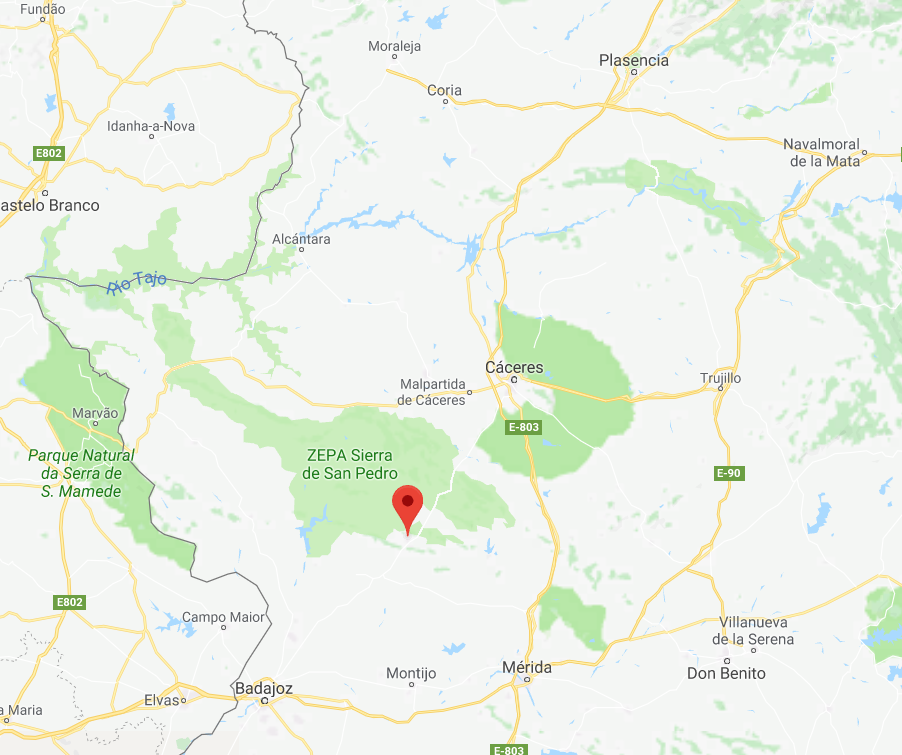 Fundão
Moraleja
Plasencia
Coria
Idanha-a-Nova
Navalmoral
de la Mata
E802
astelo Branco
Alcántara
Río Tajo
Cáceres
Malpartida
de Cáceres
Trujillo
Marvão
E-803
Parque Natural
da Serra de
S. Mamede
ZEPA Sierra
de San Pedro
E-90
E802
Campo Maior
Villanueva
de la Serena
Mérida
Montijo
Don Benito
Badajoz
Elvas
a Maria
E-803